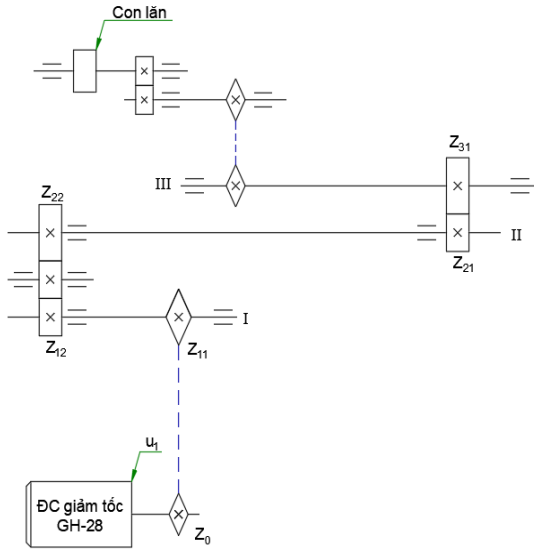 Con lăn
Z31
III
Z22
II
Z21
I
Z12
Z11
u1
ĐC giảm tốc
GH-28
Z0